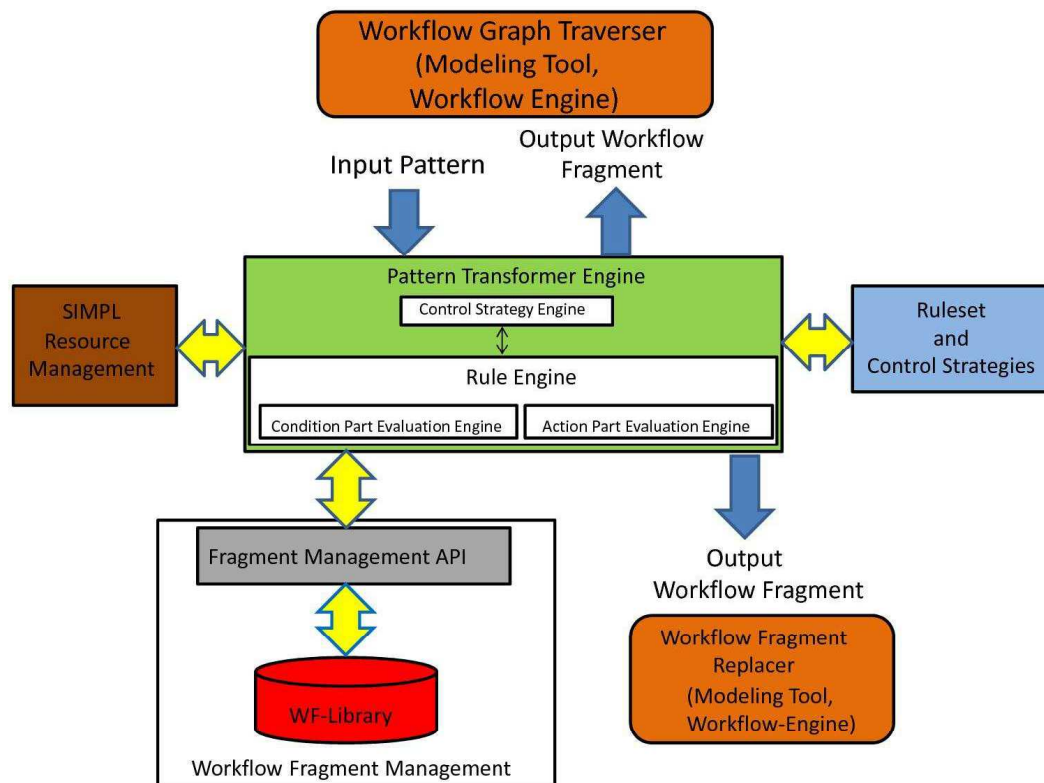 Workflow Graph Traverser
(Modeling Tool,
Workflow Engine)
Input Pattern
Output Workflow
Fragment
Pattern Transformer Engine
Control Strategy Engine
SIMPL
Resource
Management
Ruleset
and
Control Strategies
Rule Engine
Condition Part Evaluation Engine
Action Part Evaluation Engine
Fragment Management API
WF-Library
Workflow Fragment Management
Output
Workflow Fragment
Workflow Fragment
Replacer
(Modeling Tool,
Workflow-Engine)